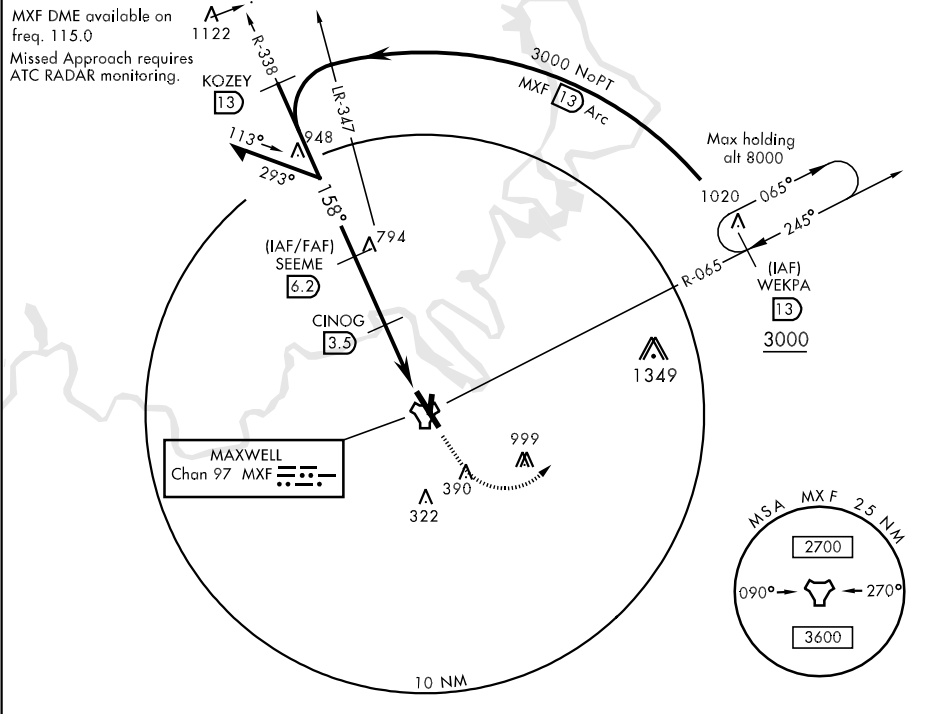 MXF DME available on
freq. 115.0
Missed Approach requires
ATC RADAR monitoring.
1122
R-338
KOZEY
13
LR-347
3000 NoPT
MXF 13 Arc
113°
948
293°
158°
Max holding
alt 8000
1020
065°
245°
R-065
(IAF)
WEKPA
13
3000
(IAF/FAF)
SEEME
6.2
794
CINOG
3.5
1349
MAXWELL
Chan 97 MXF
999
390
322
10 NM
MSA MXF 25 NM
2700
090°
270°
3600